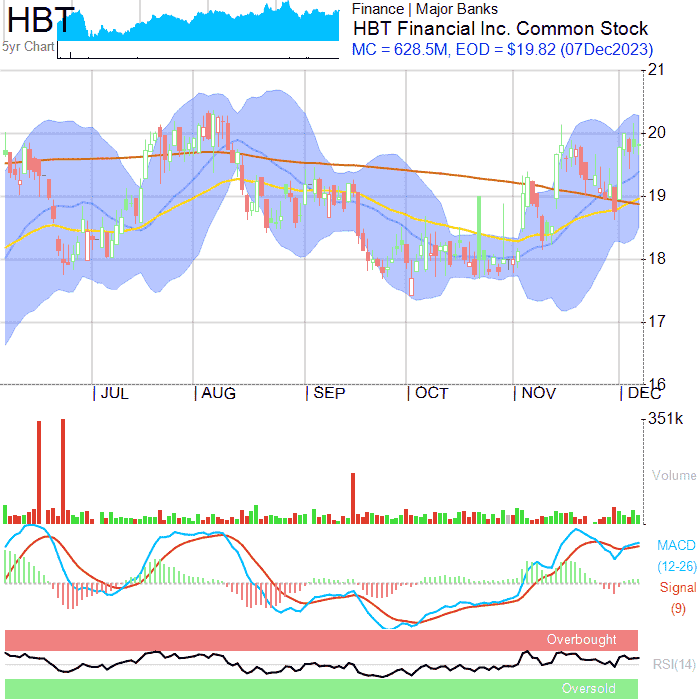 HBT
5yr Chart
Finance | Major Banks
HBT Financial Inc. Common Stock
MC = 628.5M, EOD = $19.82 (07Dec2023)
21
20
19
18
17
16
JUL AUG SEP OCT NOV DEC
351k
Volume
MACD
(12-26)
Signal
(9)
Overbought
RSI(14)
Oversold